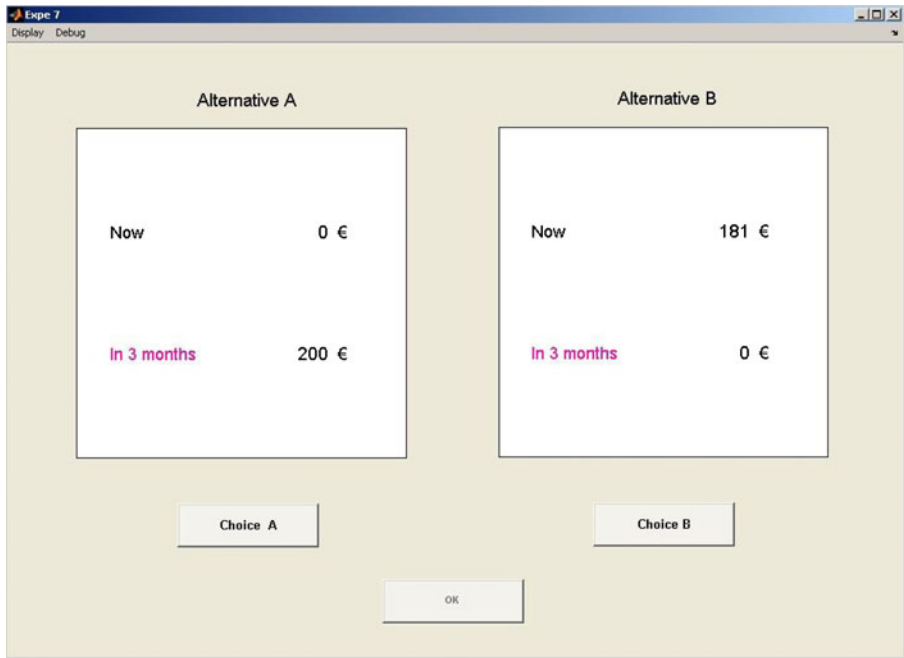 Expe 7
Display Debug
Alternative A Alternative B
Now 0 € Now 181 €
In 3 months 200 € In 3 months 0 €
Choice A Choice B
OK